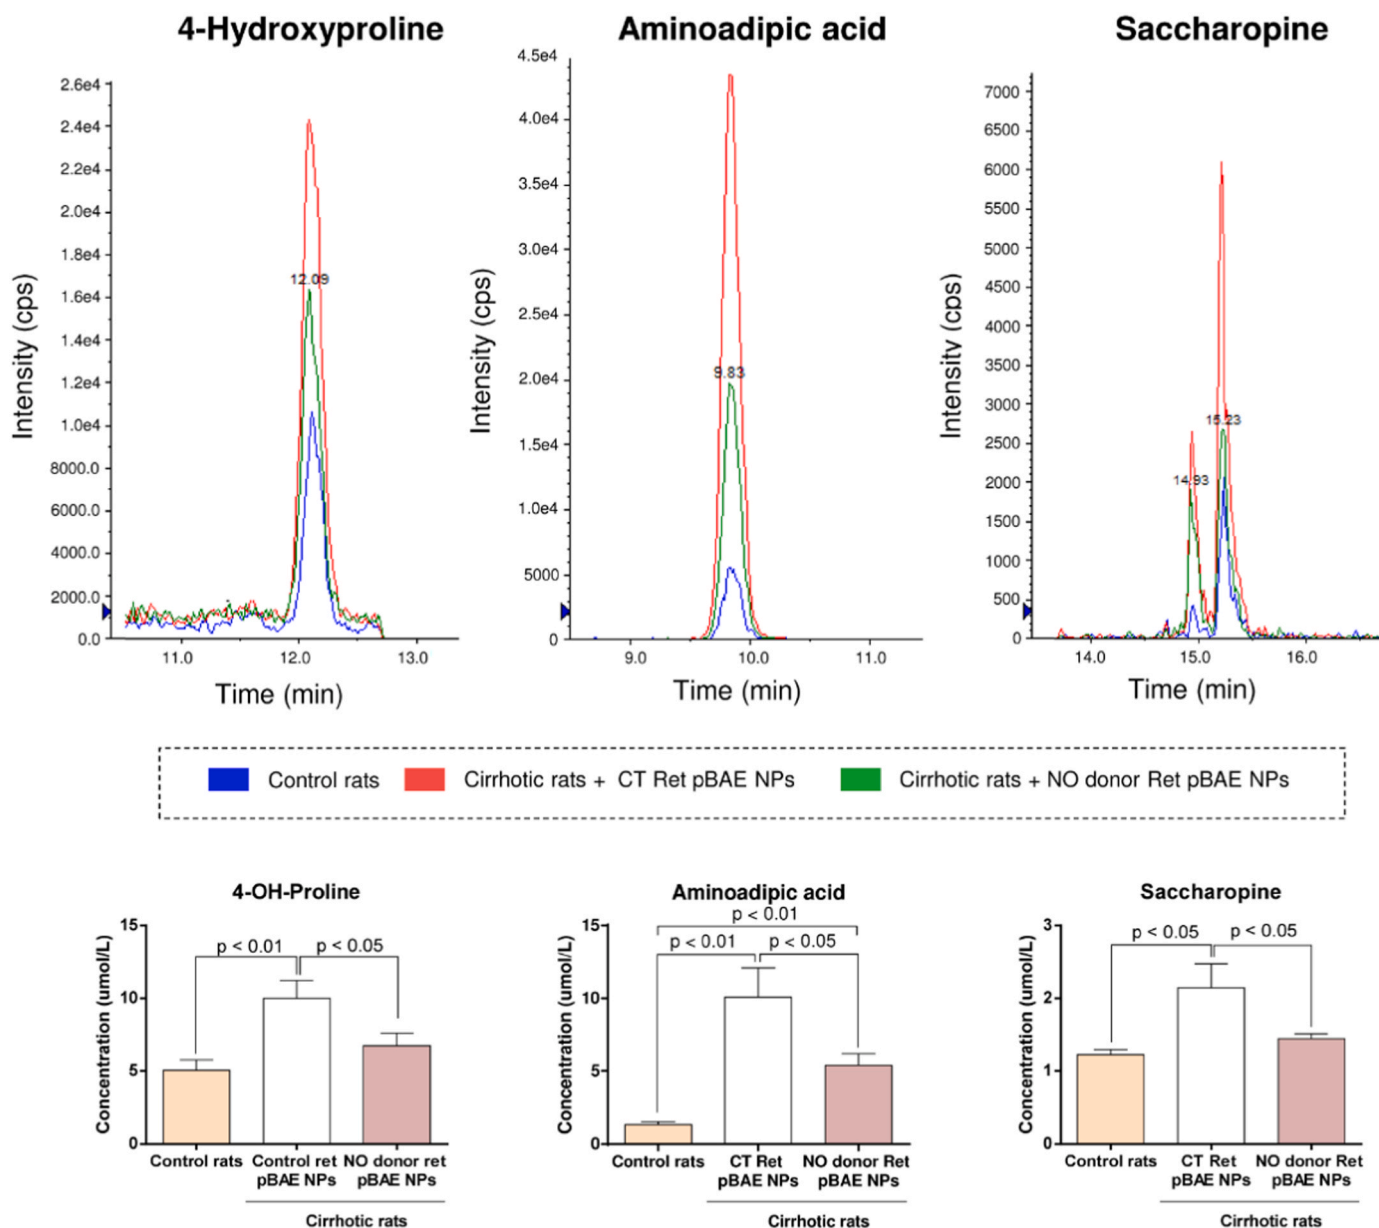 4-Hydroxyproline
Aminoadipic acid
Saccharopine
Intensity (cps)
2.6e4
2.4e4
2.2e4
2.0e4
1.8e4
1.6e4
1.4e4
1.2e4
1.0e4
8000.0
6000.0
4000.0
2000.0
0.0
12.09
11.0 12.0 13.0
Time (min)
Intensity (cps)
4.5e4
4.0e4
3.5e4
3.0e4
2.5e4
2.0e4
1.5e4
1.0e4
5000
0
9.83
9.0 10.0 11.0
Time (min)
Intensity (cps)
7000
6500
6000
5500
5000
4500
4000
3500
3000
2500
2000
1500
1000
500
0
15.23
14.93
14.0 15.0 16.0
Time (min)
Control rats
Cirrhotic rats + CT Ret pBAE NPs
Cirrhotic rats + NO donor Ret pBAE NPs
4-OH-Proline
Concentration (umol/L)
15
10
5
0
p < 0.01
p < 0.05
Control rats
Control ret
pBAE NPs
NO donor ret
pBAE NPs
Cirrhotic rats
Aminoadipic acid
Concentration (umol/L)
15
10
5
0
p < 0.01
p < 0.01
p < 0.05
Control rats
CT Ret
pBAE NPs
NO donor Ret
pBAE NPs
Cirrhotic rats
Saccharopine
Concentration (umol/L)
3
2
1
0
p < 0.05
p < 0.05
Control rats
CT Ret
pBAE NPs
NO donor Ret
pBAE NPs
Cirrhotic rats